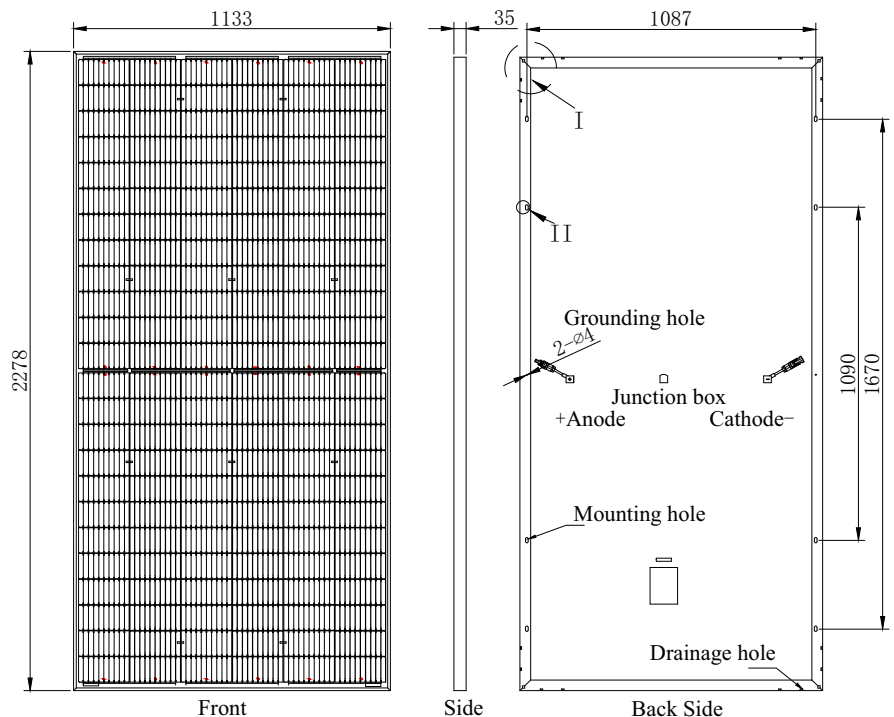 1133
35
1087
I
II
2278
Grounding hole
2-ø4
1090
1670
Junction box
+Anode
Cathode-
Mounting hole
Drainage hole
Front
Side
Back Side